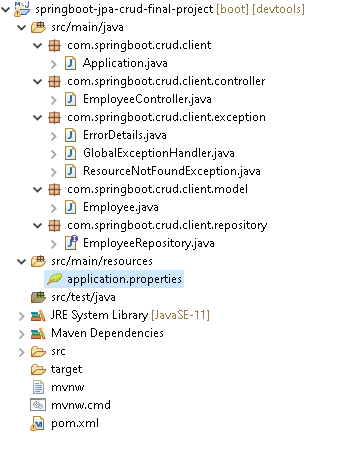 springboot-jpa-crud-final-project [boot] [devtools]
src/main/java
com.springboot.crud.client
Application.java
com.springboot.crud.client.controller
EmployeeController.java
com.springboot.crud.client.exception
ErrorDetails.java
GlobalExceptionHandler.java
ResourceNotFoundException.java
com.springboot.crud.client.model
Employee.java
com.springboot.crud.client.repository
EmployeeRepository.java
src/main/resources
application.properties
src/test/java
JRE System Library [JavaSE-11]
Maven Dependencies
src
target
mvnw
mvnw.cmd
pom.xml